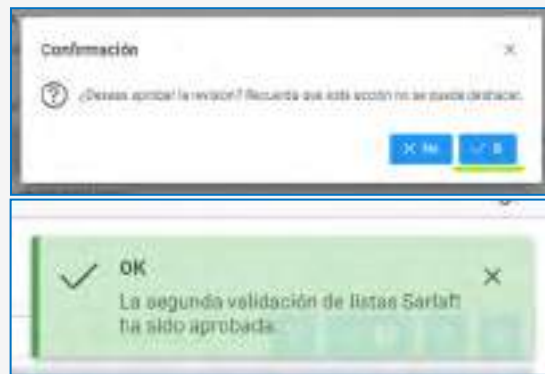 Confirmación
¿Deseas aprobar la revisión? Recuerda que esta acción no se puede deshacer.
No Si
OK
La segunda validación de listas Sarlaft
ha sido aprobada.